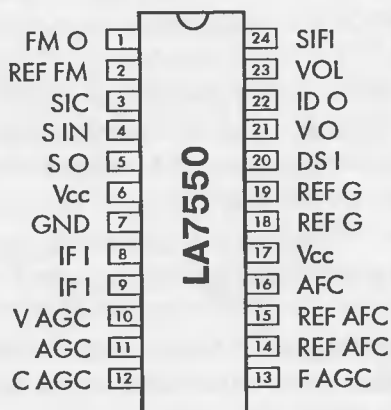 FM O 1 24 SIFI
REF FM 2 23 VOL
SIC 3 22 ID O
S IN 4 21 V O
S O 5 20 DS I
Vcc 6 19 REF G
GND 7 18 REF G
IF I 8 17 Vcc
IF I 9 16 AFC
V AGC 10 15 REF AFC
AGC 11 14 REF AFC
C AGC 12 13 F AGC
LA7550